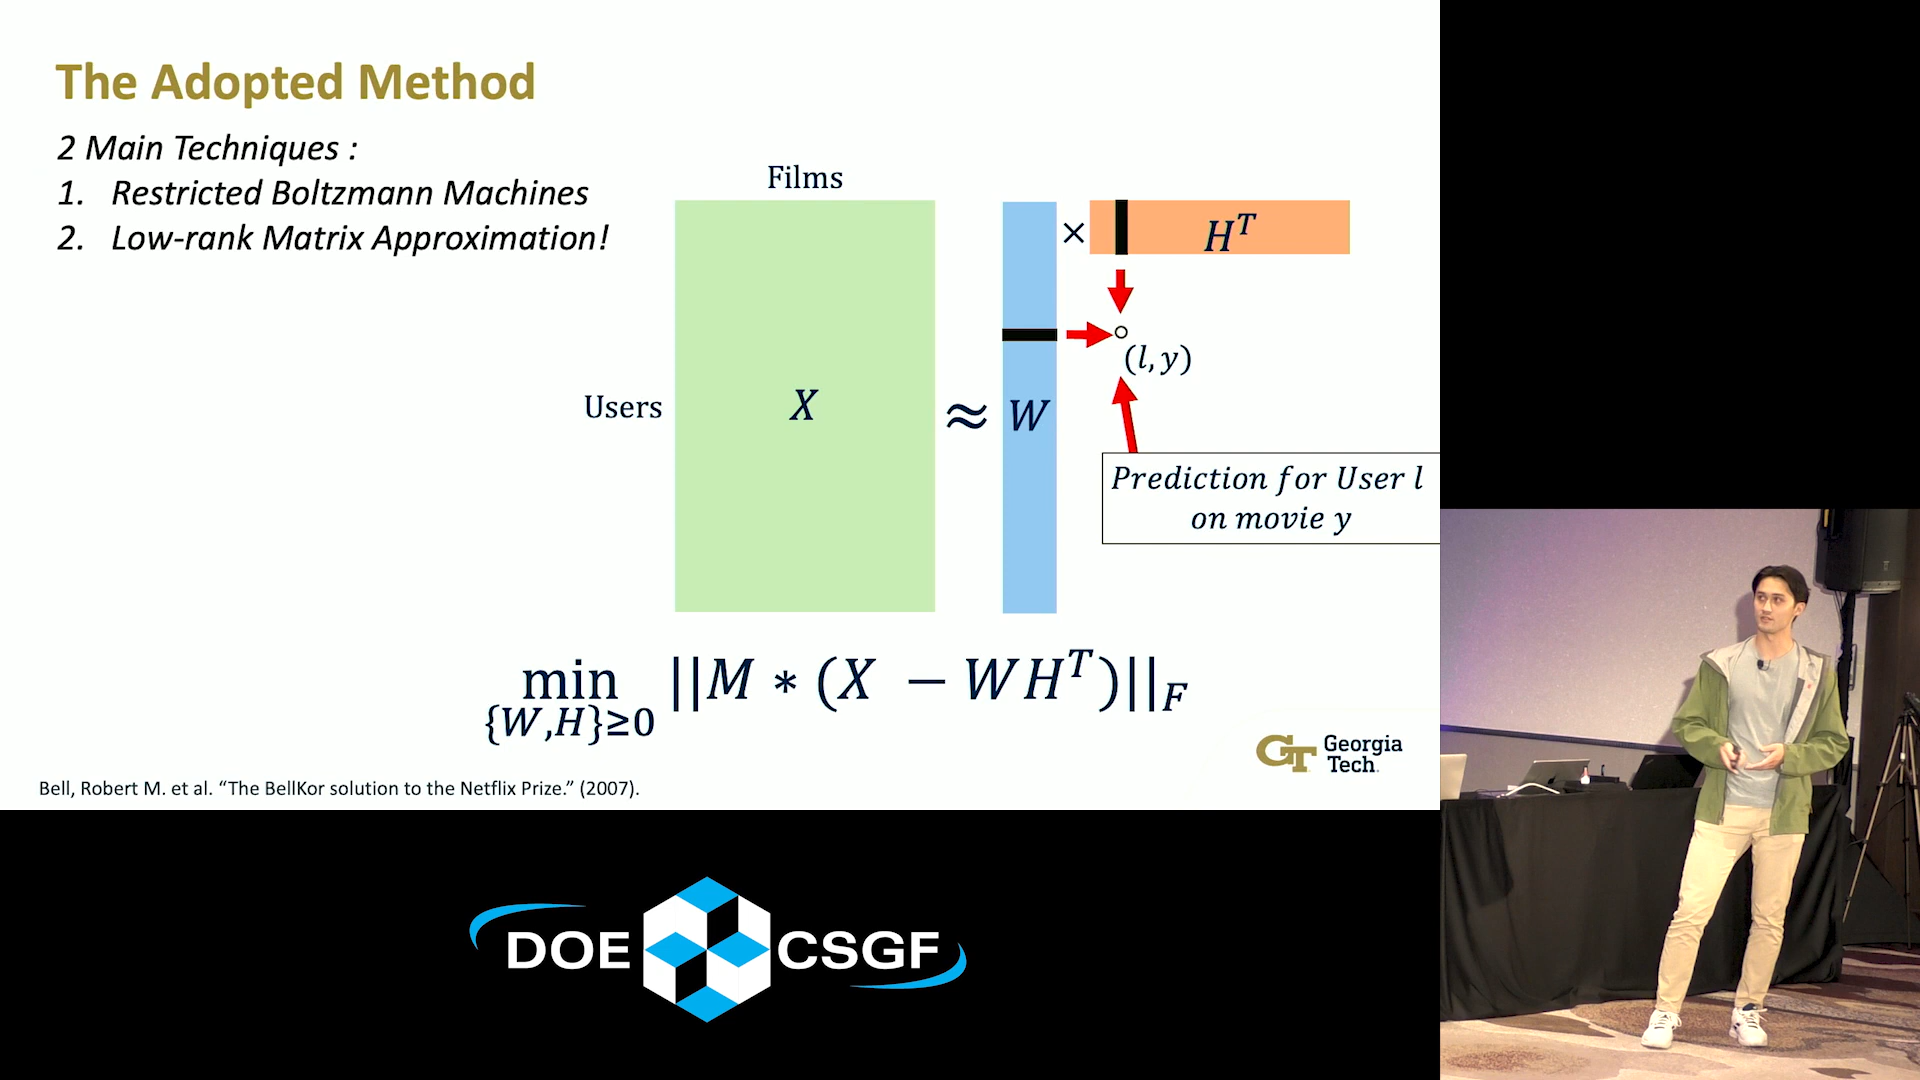 The Adopted Method
2 Main Techniques :
1. Restricted Boltzmann Machines
2. Low-rank Matrix Approximation!
Films
Users
X
≈
W
×
H^T
(l, y)
Prediction for User l
on movie y
min ||M ∗ (X − WH^T)||_F
{W,H}≥0
Georgia
Tech.
Bell, Robert M. et al. “The BellKor solution to the Netflix Prize.” (2007).
DOE CSGF